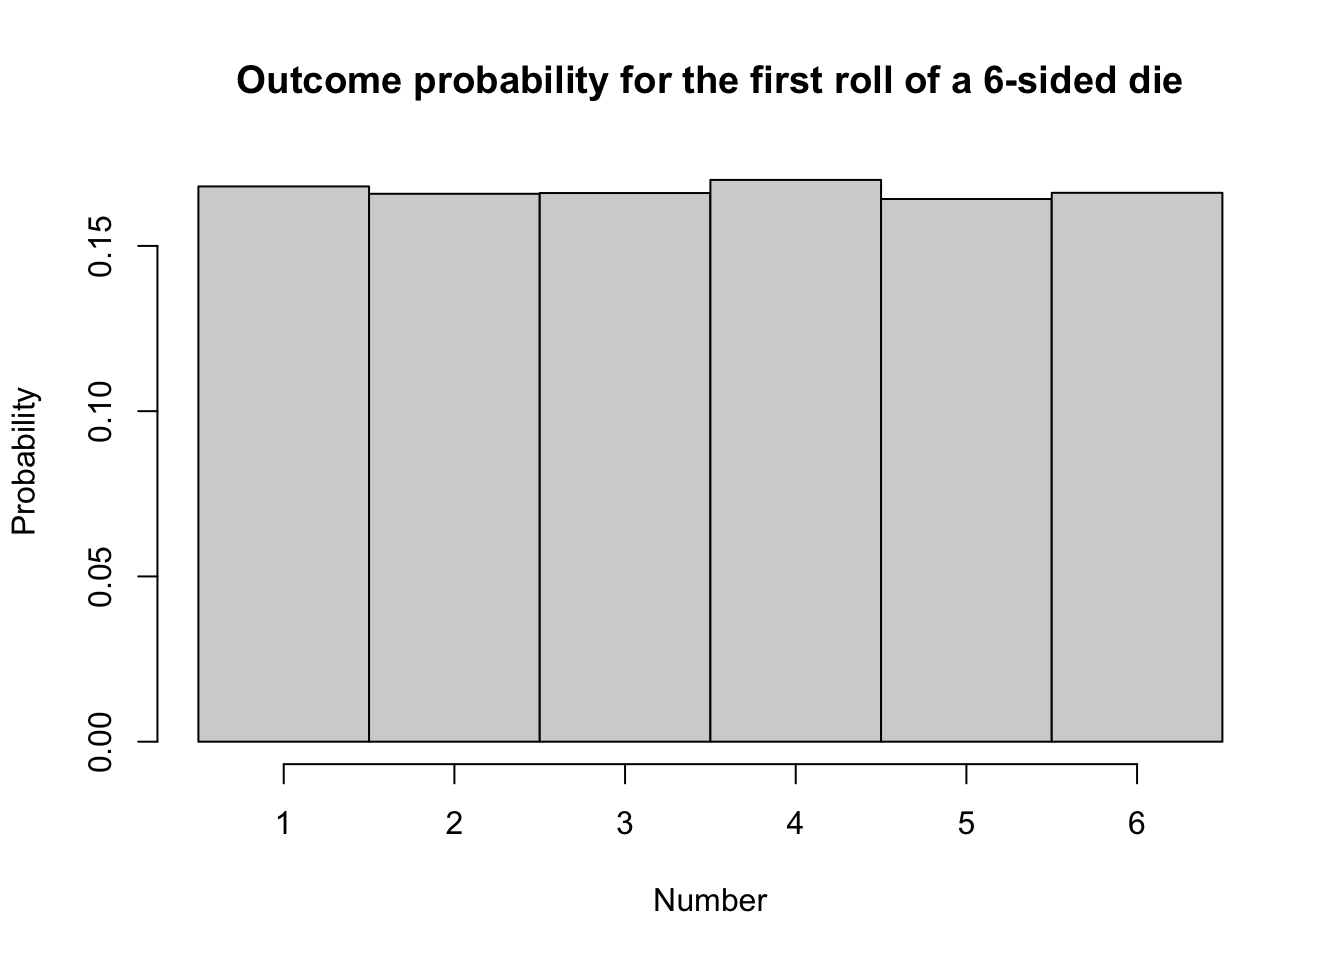 Outcome probability for the first roll of a 6-sided die
Probability
0.15
0.10
0.05
0.00
1 2 3 4 5 6
Number